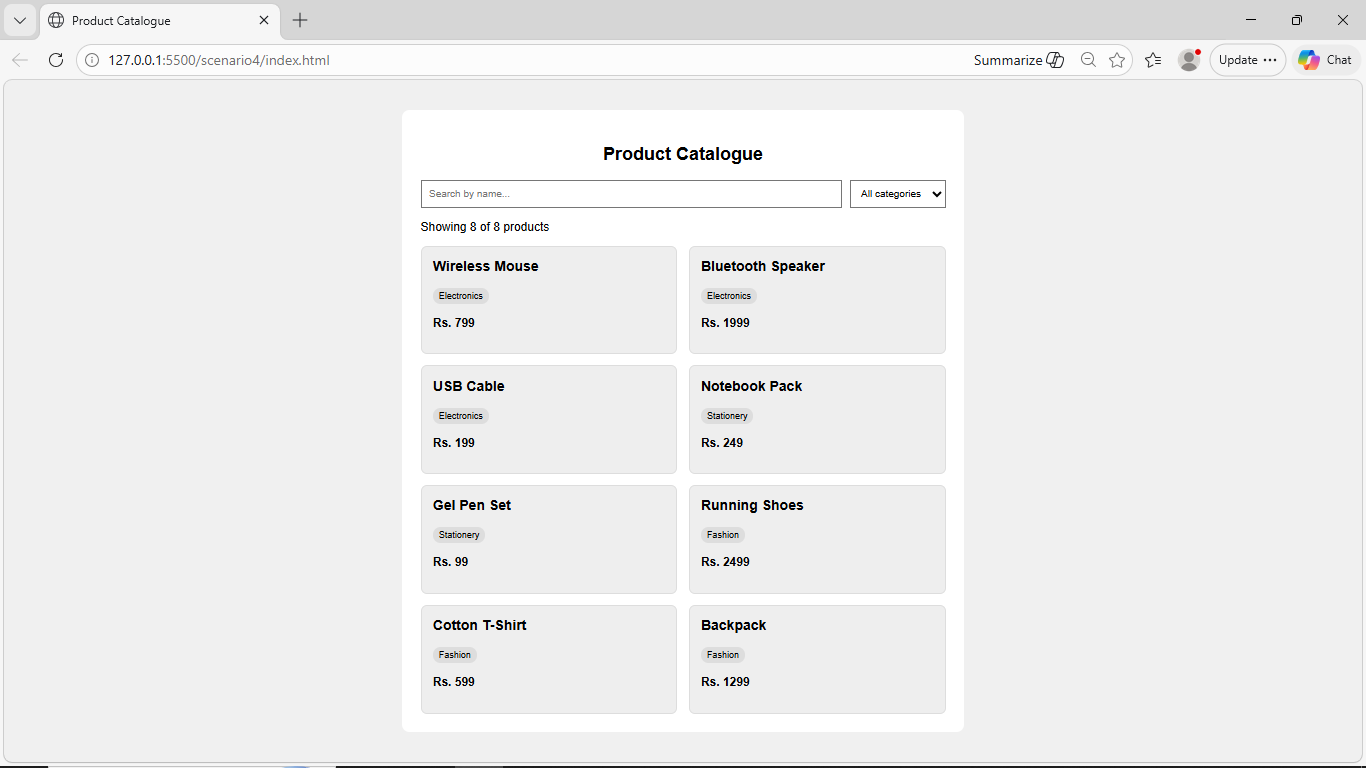 Product Catalogue
127.0.0.1:5500/scenario4/index.html
Summarize
Update
Chat
Product Catalogue
Search by name...
All categories
Showing 8 of 8 products
Wireless Mouse
Electronics
Rs. 799
Bluetooth Speaker
Electronics
Rs. 1999
USB Cable
Electronics
Rs. 199
Notebook Pack
Stationery
Rs. 249
Gel Pen Set
Stationery
Rs. 99
Running Shoes
Fashion
Rs. 2499
Cotton T-Shirt
Fashion
Rs. 599
Backpack
Fashion
Rs. 1299